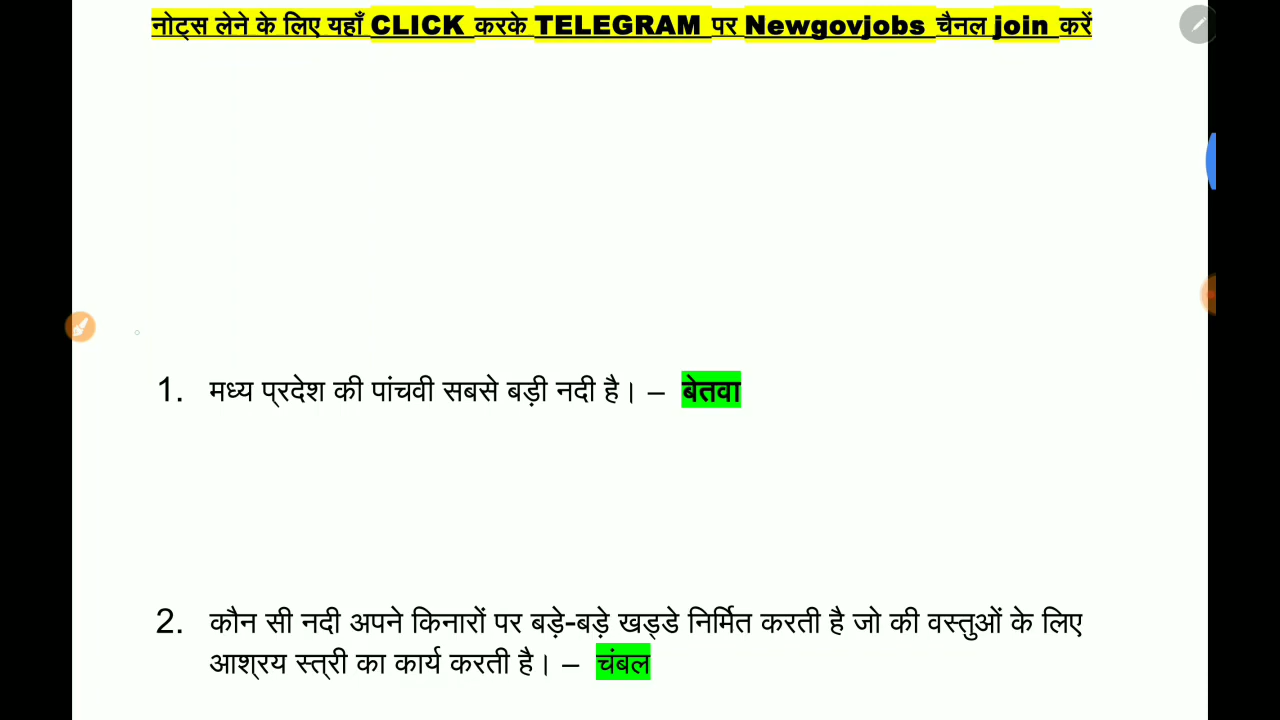 नोट्स लेने के लिए यहाँ CLICK करके TELEGRAM पर Newgovjobs चैनल join करें
1. मध्य प्रदेश की पांचवी सबसे बड़ी नदी है। – बेतवा
2. कौन सी नदी अपने किनारों पर बड़े-बड़े खड्डे निर्मित करती है जो की वस्तुओं के लिए
आश्रय स्त्री का कार्य करती है। – चंबल